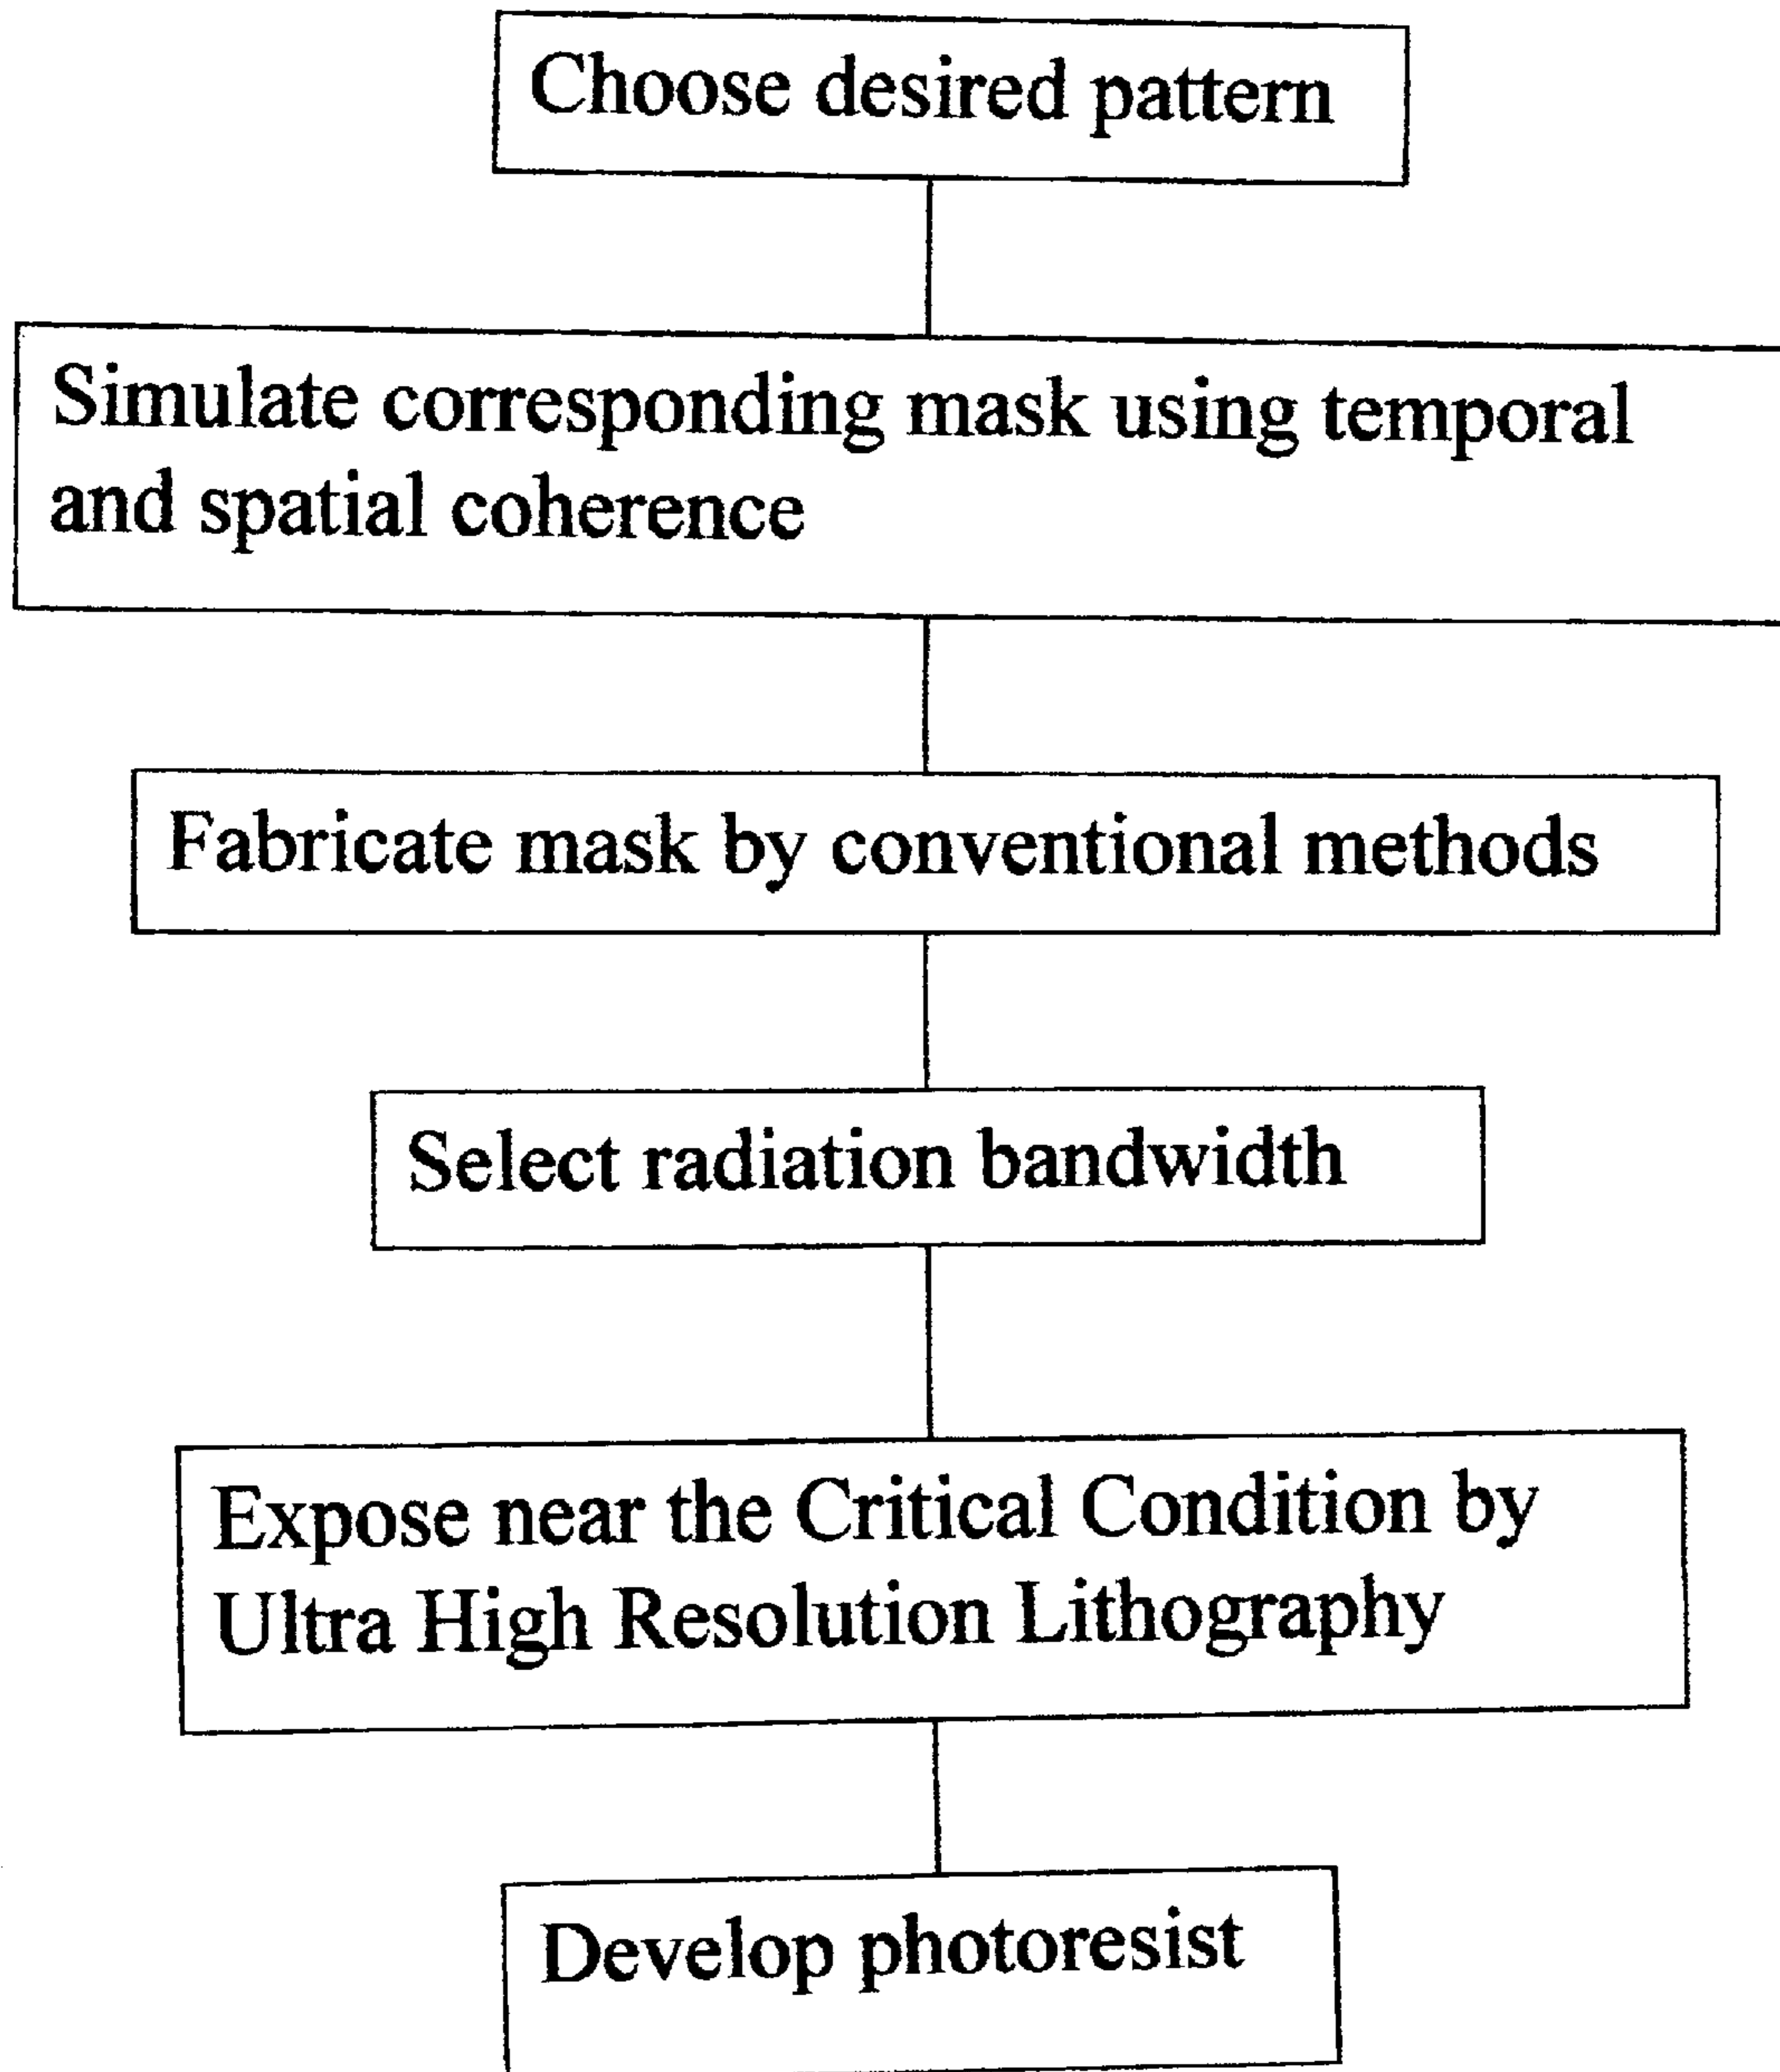 Choose desired pattern
Simulate corresponding mask using temporal
and spatial coherence
Fabricate mask by conventional methods
Select radiation bandwidth
Expose near the Critical Condition by
Ultra High Resolution Lithography
Develop photoresist